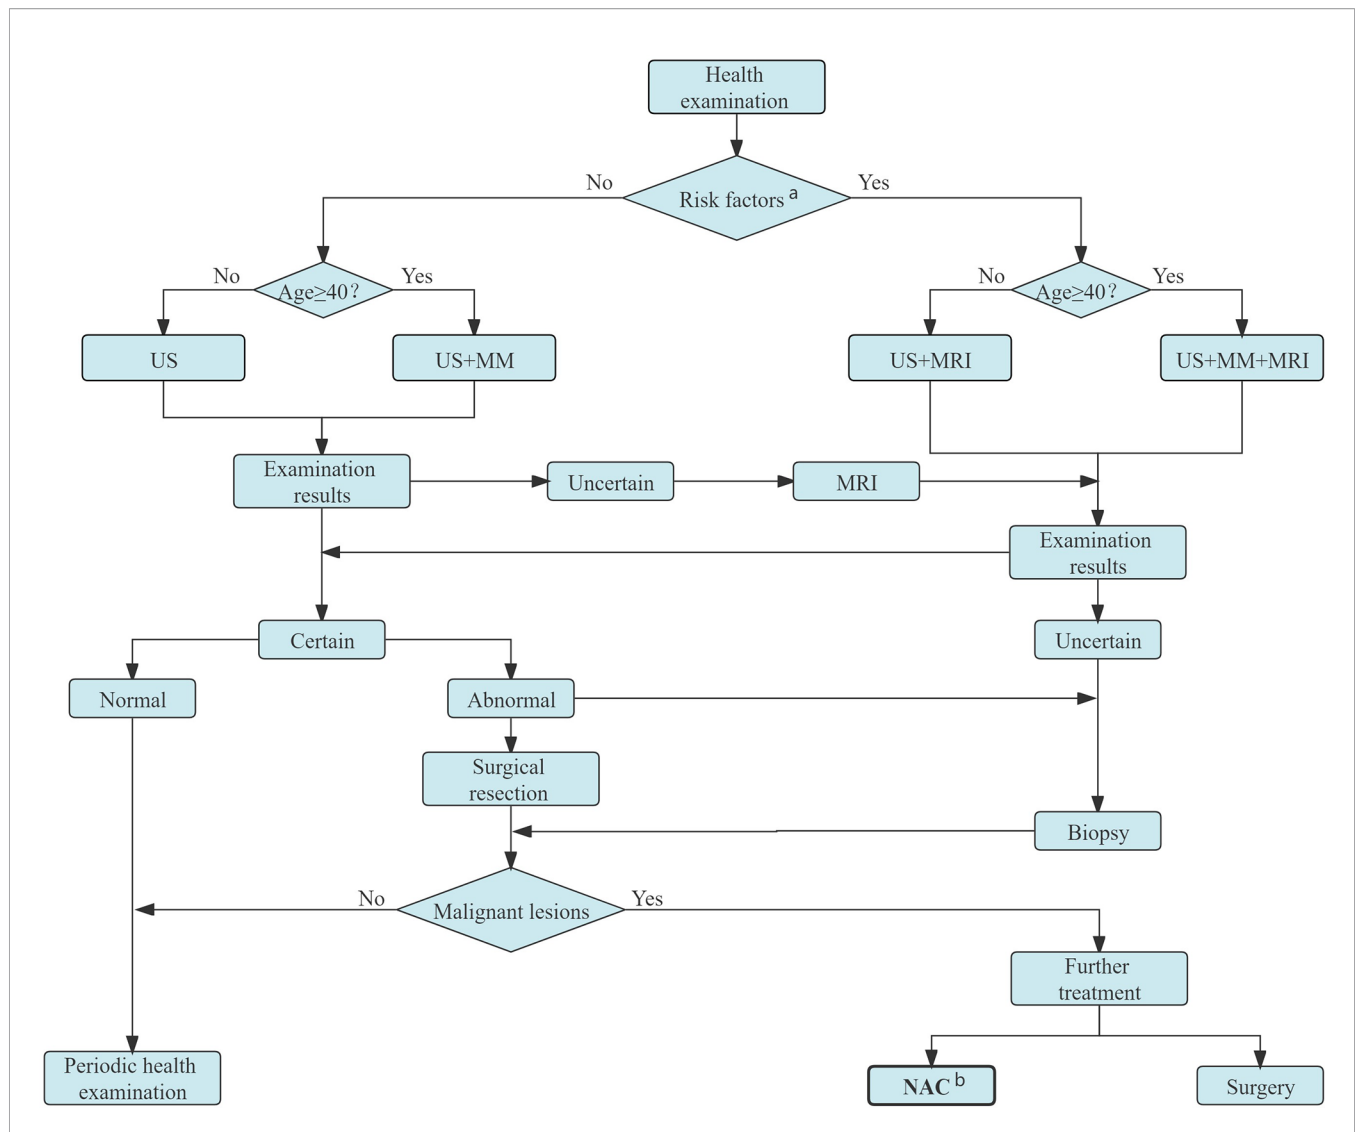 Health
examination
Risk factors a
No
Yes
Age≥40?
No
Yes
Age≥40?
No
Yes
US
US+MM
US+MRI
US+MM+MRI
Examination
results
Uncertain
MRI
Examination
results
Certain
Uncertain
Normal
Abnormal
Surgical
resection
Biopsy
No
Malignant lesions
Yes
Further
treatment
Periodic health
examination
NAC b
Surgery